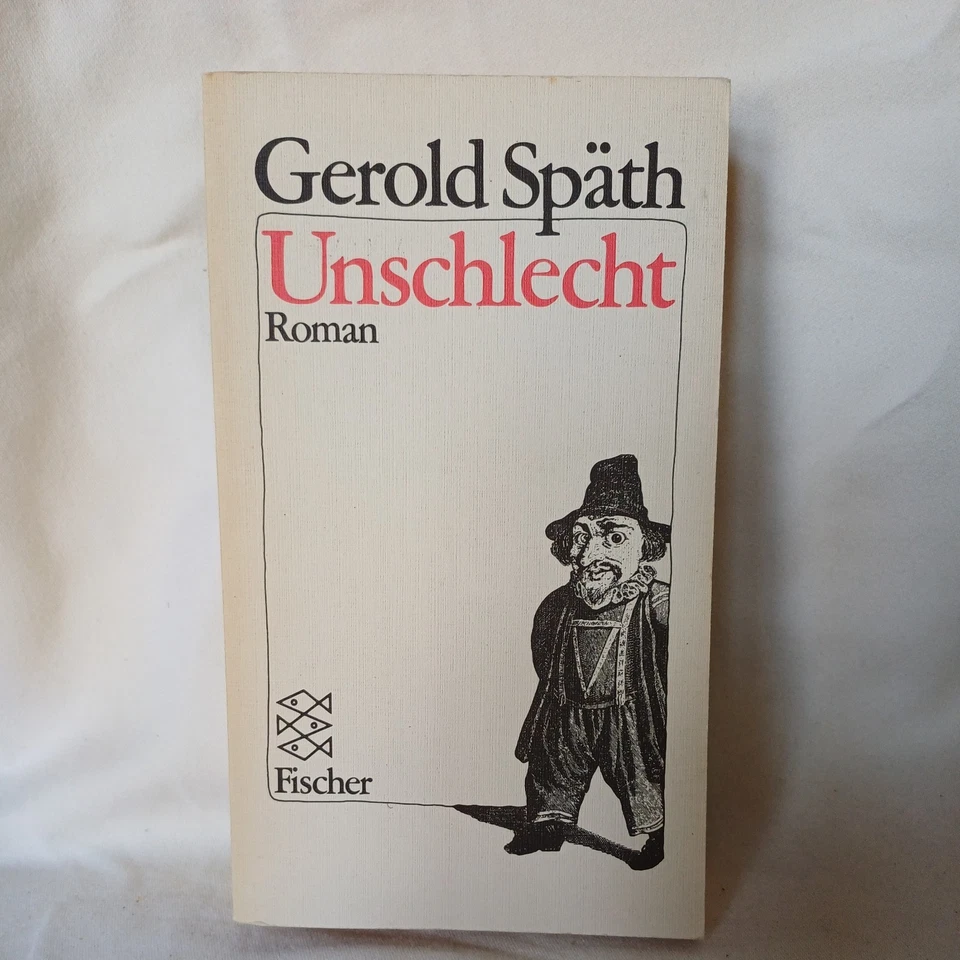 Gerold Späth
Unschlecht
Roman
Fischer